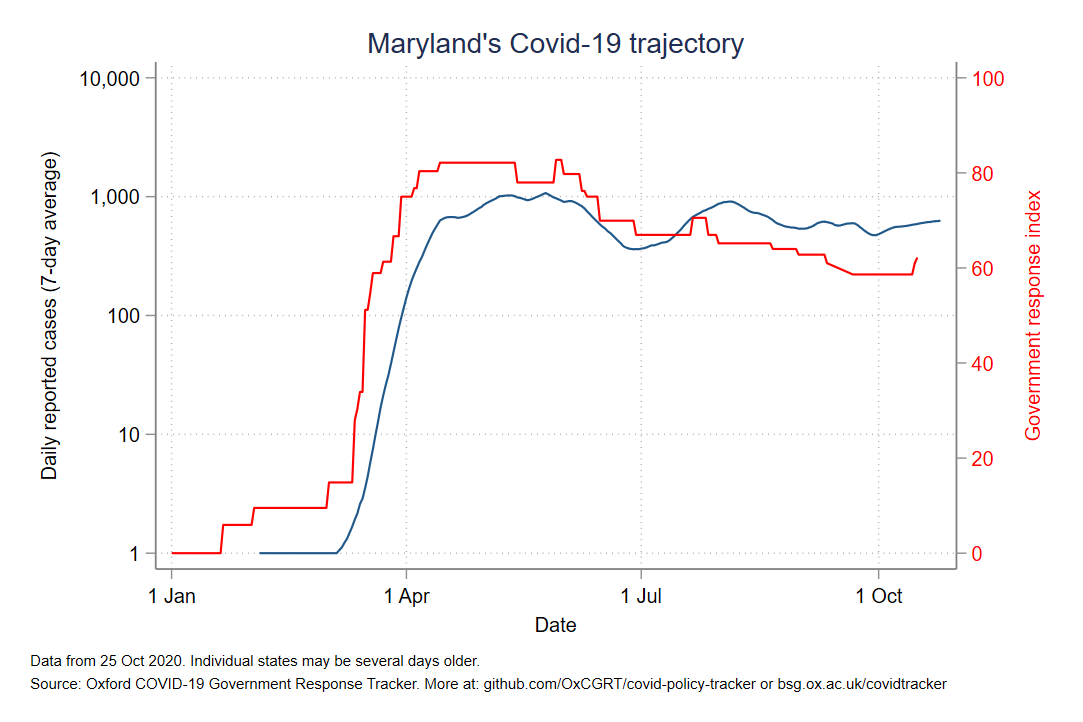 Maryland's Covid-19 trajectory
10,000
1,000
100
10
1
Daily reported cases (7-day average)
100
80
60
40
20
0
Government response index
1 Jan
1 Apr
1 Jul
1 Oct
Date
Data from 25 Oct 2020. Individual states may be several days older.
Source: Oxford COVID-19 Government Response Tracker. More at: github.com/OxCGRT/covid-policy-tracker or bsg.ox.ac.uk/covidtracker